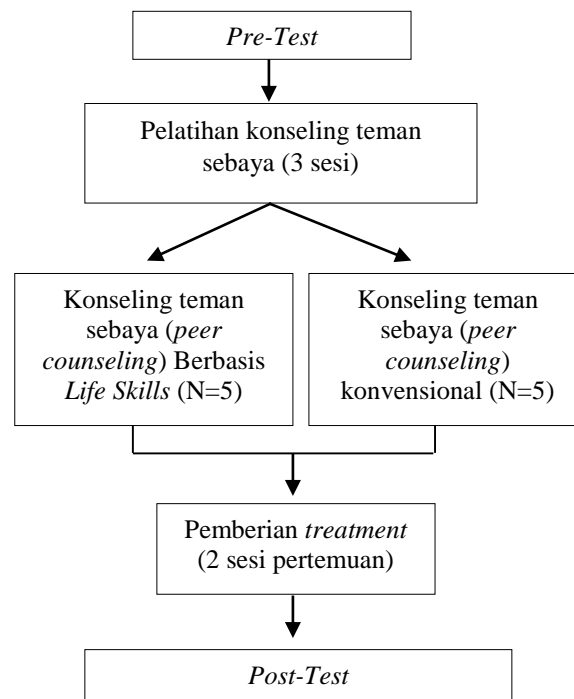 Pre-Test
Pelatihan konseling teman
sebaya (3 sesi)
Konseling teman
sebaya (peer
counseling) Berbasis
Life Skills (N=5)
Konseling teman
sebaya (peer
counseling)
konvensional (N=5)
Pemberian treatment
(2 sesi pertemuan)
Post-Test